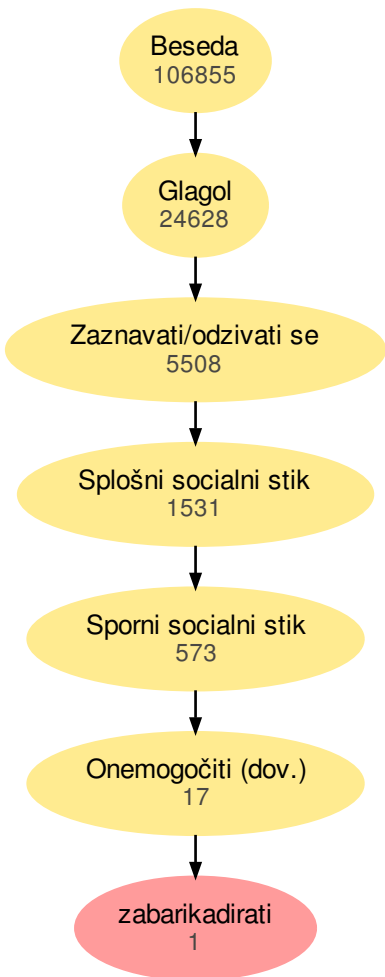 Beseda
106855
Glagol
24628
Zaznavati/odzivati se
5508
Splošni socialni stik
1531
Sporni socialni stik
573
Onemogočiti (dov.)
17
zabarikadirati
1